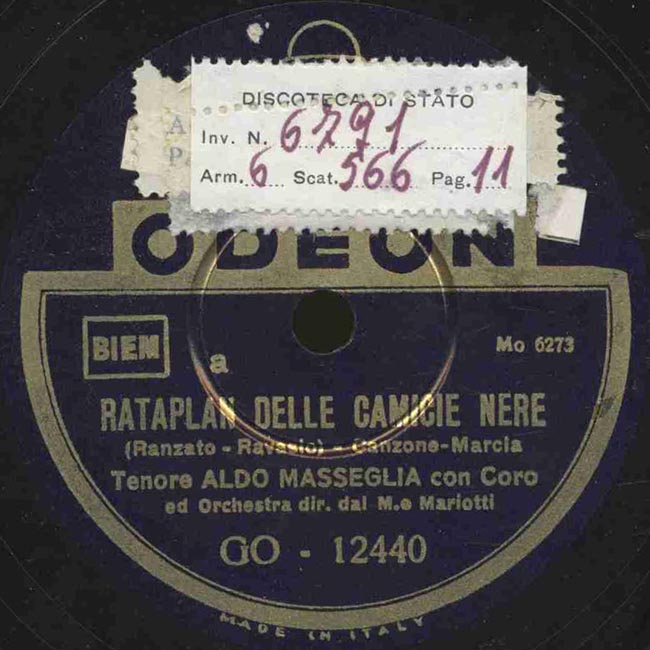 DISCOTECA DI STATO
Inv. N. 6791
Arm. 6 Scat. 566 Pag. 11
ODEON
BIEM
a
Mo 6273
RATAPLAN DELLE CAMICIE NERE
(Ranzato - Ravasio) - Canzone-Marcia
Tenore ALDO MASSEGLIA con Coro
ed Orchestra dir. dal M.o Mariotti
GO - 12440
MADE IN ITALY